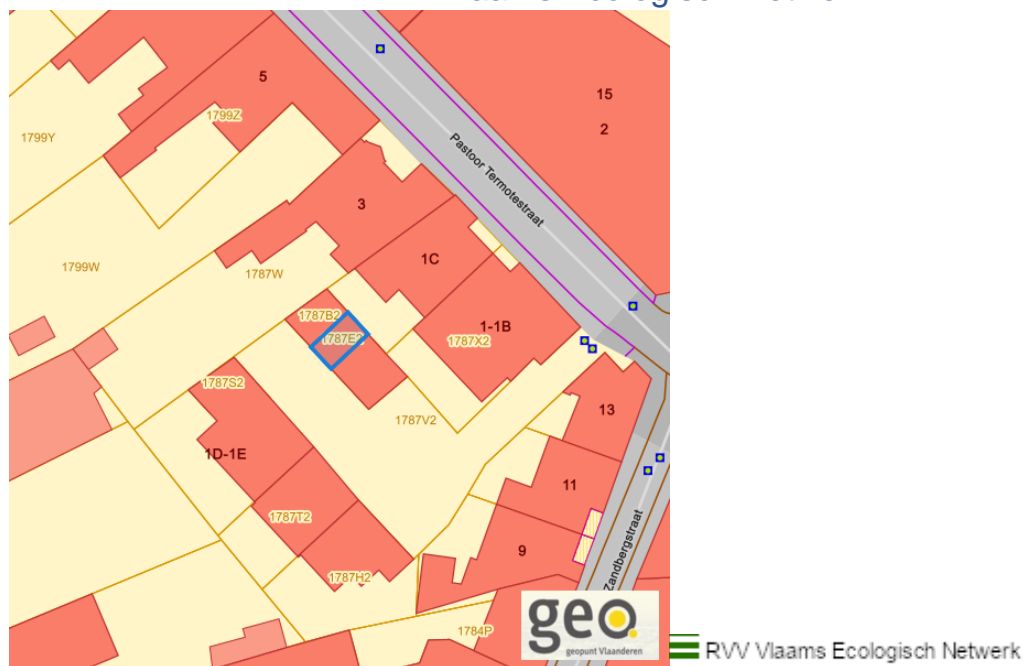 5
15
2
1799Z
1799Y
Pastoor Termotestraat
3
1C
1799W
1787W
1787B2
1-1B
1787E2
1787X2
1787S2
13
1787V2
1D-1E
11
1787T2
9
Zandbergstraat
1787H2
1784P
geo
geopunt Vlaanderen
RVV Vlaams Ecologisch Netwerk